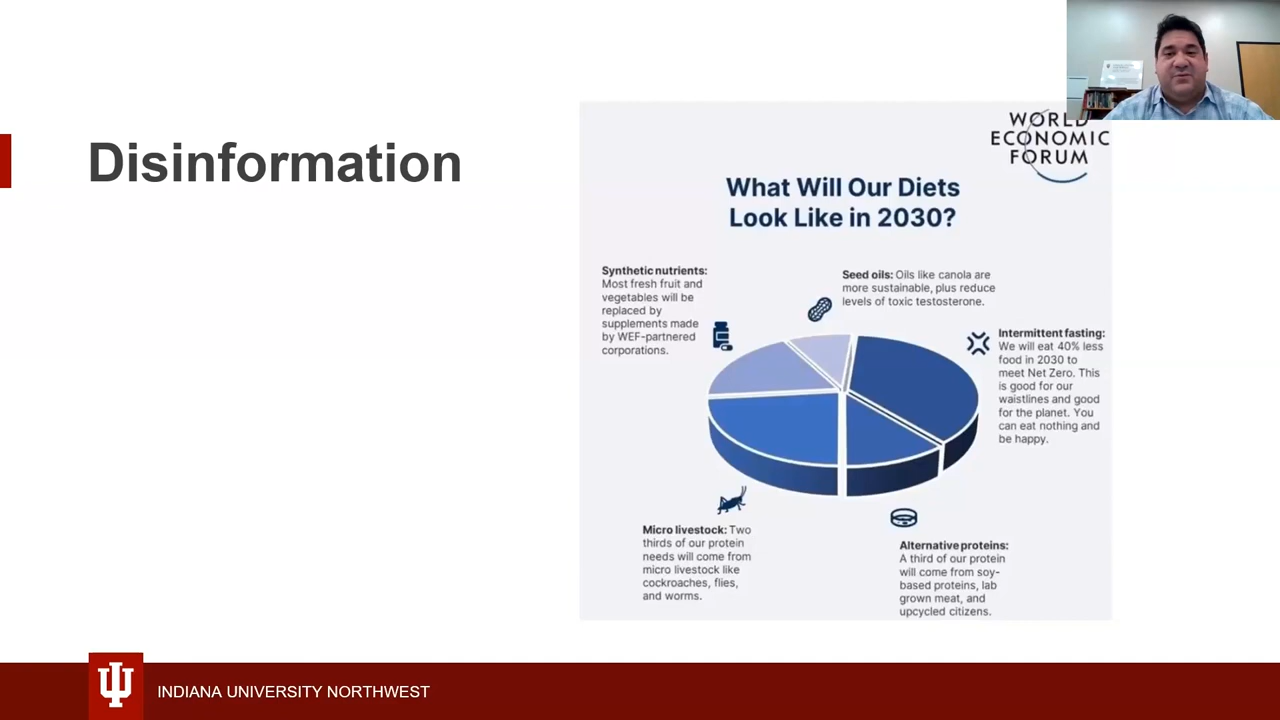 Disinformation
WORLD
ECONOMIC
FORUM
What Will Our Diets
Look Like in 2030?
Synthetic nutrients:
Most fresh fruit and
vegetables will be
replaced by
supplements made
by WEF-partnered
corporations.
Seed oils: Oils like canola are
more sustainable, plus reduce
levels of toxic testosterone.
Intermittent fasting:
We will eat 40% less
food in 2030 to
meet Net Zero. This
is good for our
waistlines and good
for the planet. You
can eat nothing and
be happy.
Micro livestock: Two
thirds of our protein
needs will come from
micro livestock like
cockroaches, flies,
and worms.
Alternative proteins:
A third of our protein
will come from soy-
based proteins, lab
grown meat, and
upcycled citizens.
INDIANA UNIVERSITY NORTHWEST